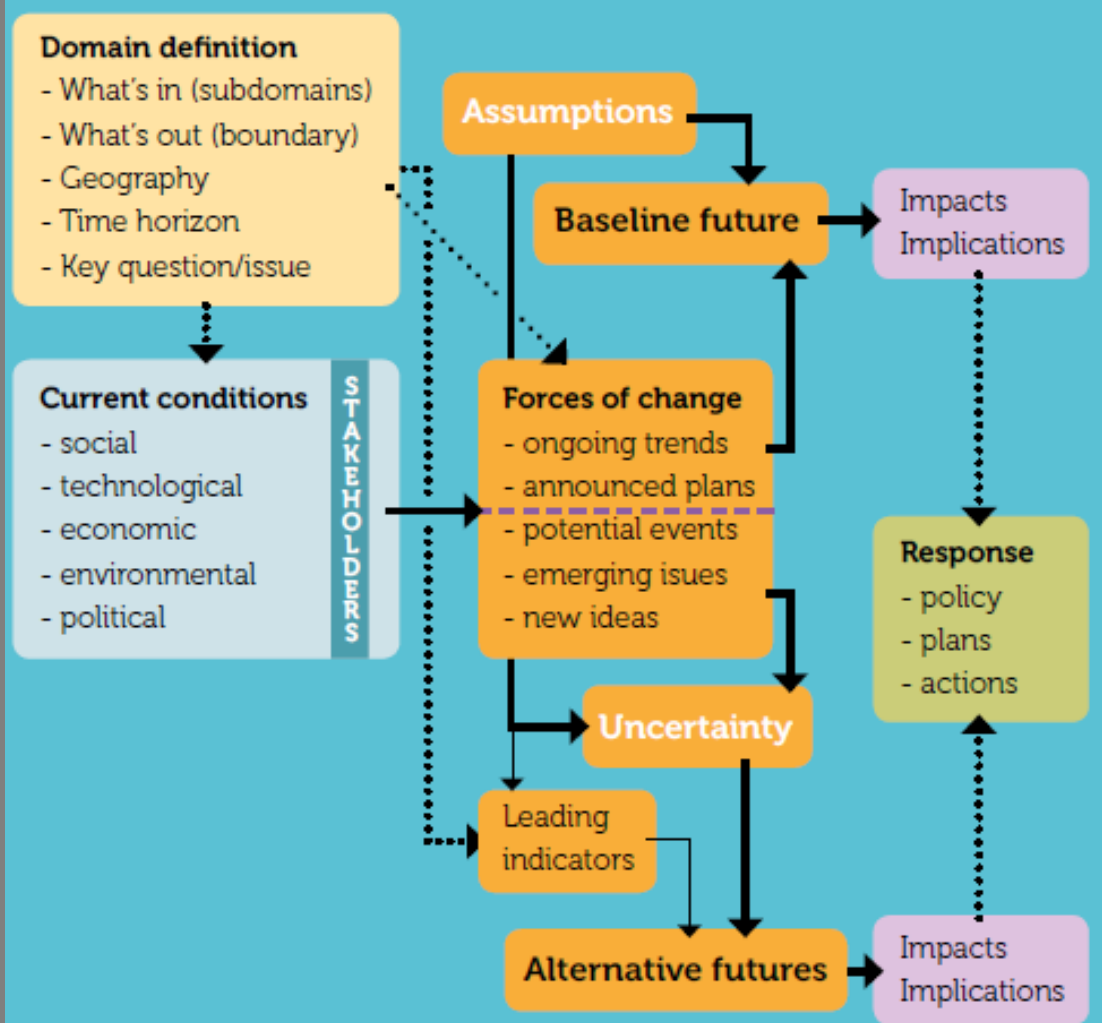 Domain definition
- What's in (subdomains)
- What's out (boundary)
- Geography
- Time horizon
- Key question/issue
Assumptions
Baseline future
Impacts
Implications
Current conditions
- social
- technological
- economic
- environmental
- political
STAKEHOLDERS
Forces of change
- ongoing trends
- announced plans
- potential events
- emerging isues
- new ideas
Response
- policy
- plans
- actions
Uncertainty
Leading
indicators
Alternative futures
Impacts
Implications